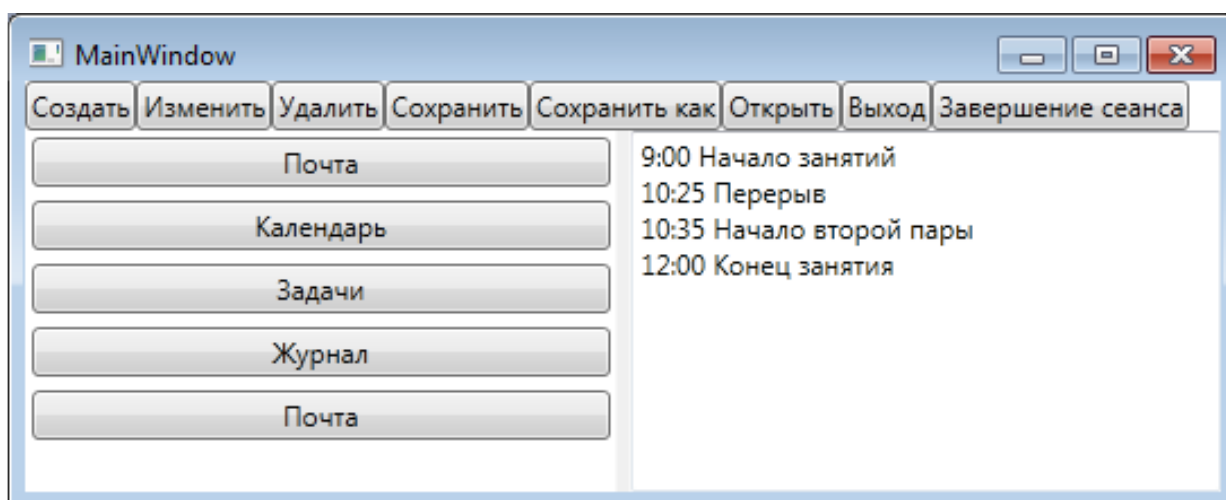 MainWindow
Создать Изменить Удалить Сохранить Сохранить как Открыть Выход Завершение сеанса
Почта
Календарь
Задачи
Журнал
Почта
9:00 Начало занятий
10:25 Перерыв
10:35 Начало второй пары
12:00 Конец занятия